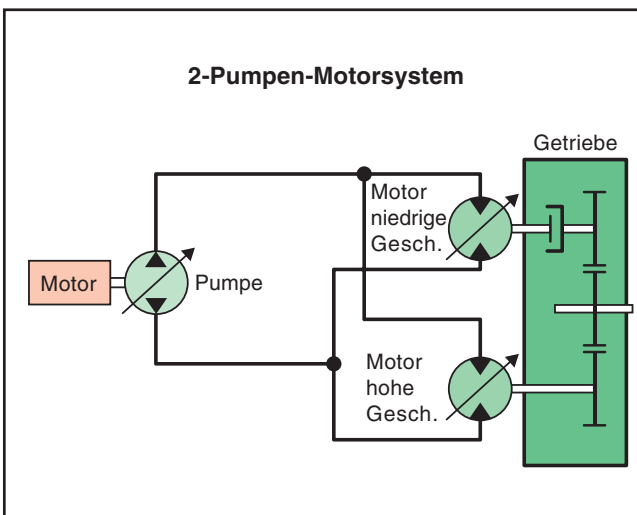 2-Pumpen-Motorsystem
Getriebe
Motor
niedrige
Gesch.
Motor
Pumpe
Motor
hohe
Gesch.